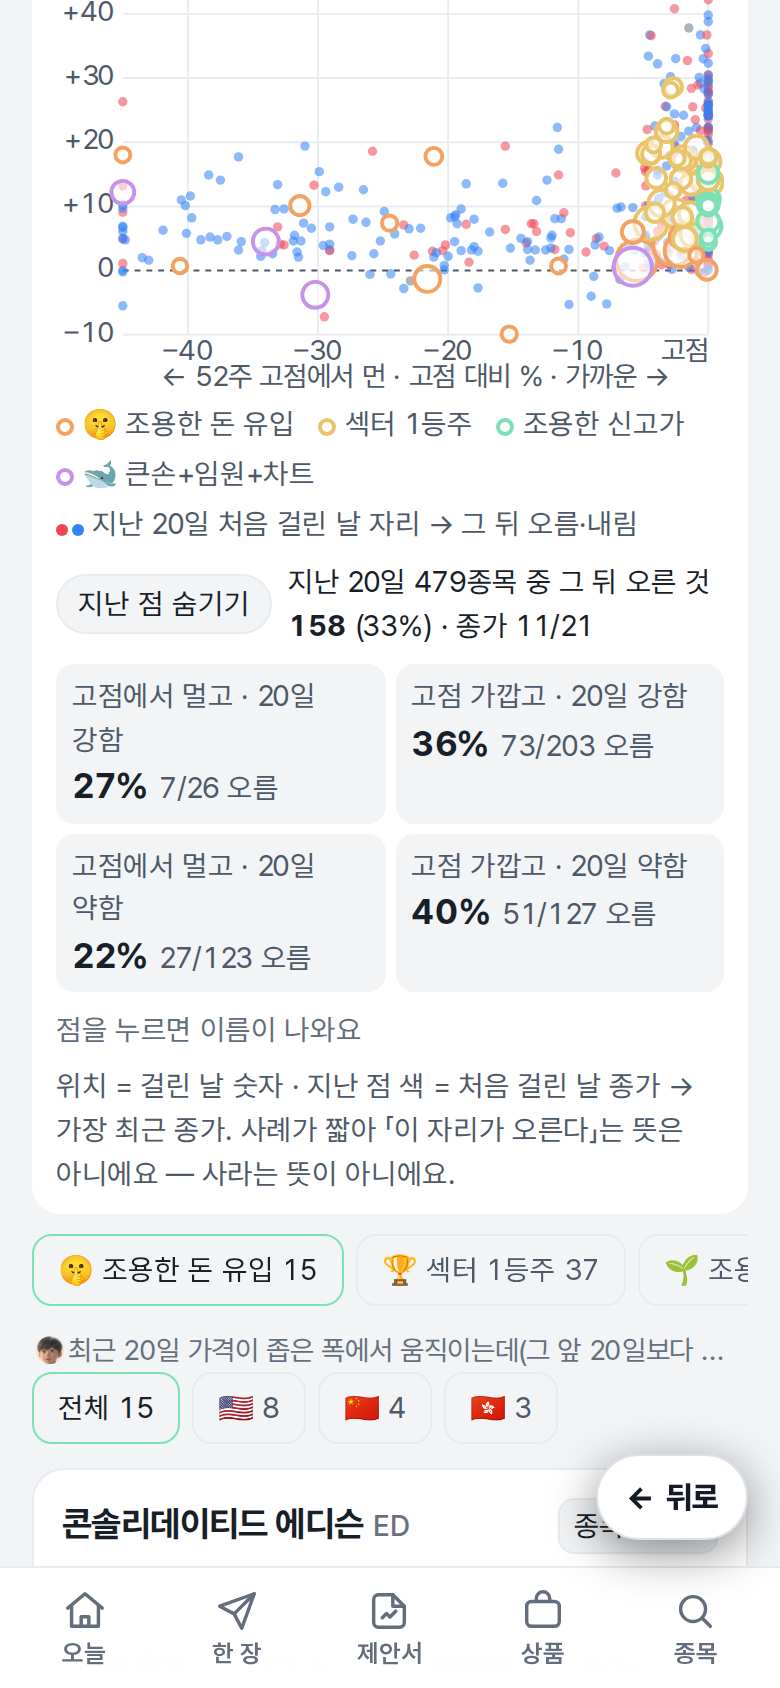 +40
+30
+20
+10
0
−10
−40 −30 −20 −10 고점
← 52주 고점에서 먼 · 고점 대비 % · 가까운 →
🤫 조용한 돈 유입 섹터 1등주 조용한 신고가
🐋 큰손+임원+차트
지난 20일 처음 걸린 날 자리 → 그 뒤 오름·내림
지난 점 숨기기
지난 20일 479종목 중 그 뒤 오른 것
158 (33%) · 종가 11/21
고점에서 멀고 · 20일
강함
27% 7/26 오름
고점 가깝고 · 20일 강함
36% 73/203 오름
고점에서 멀고 · 20일
약함
22% 27/123 오름
고점 가깝고 · 20일 약함
40% 51/127 오름
점을 누르면 이름이 나와요
위치 = 걸린 날 숫자 · 지난 점 색 = 처음 걸린 날 종가 →
가장 최근 종가. 사례가 짧아 「이 자리가 오른다」는 뜻은
아니에요 — 사라는 뜻이 아니에요.
🤫 조용한 돈 유입 15 🏆 섹터 1등주 37 🌱 조용
👦🏽 최근 20일 가격이 좁은 폭에서 움직이는데(그 앞 20일보다 ...
전체 15 🇺🇸 8 🇨🇳 4 🇭🇰 3
콘솔리데이티드 에디슨 ED
← 뒤로
오늘 한 장 제안서 상품 종목